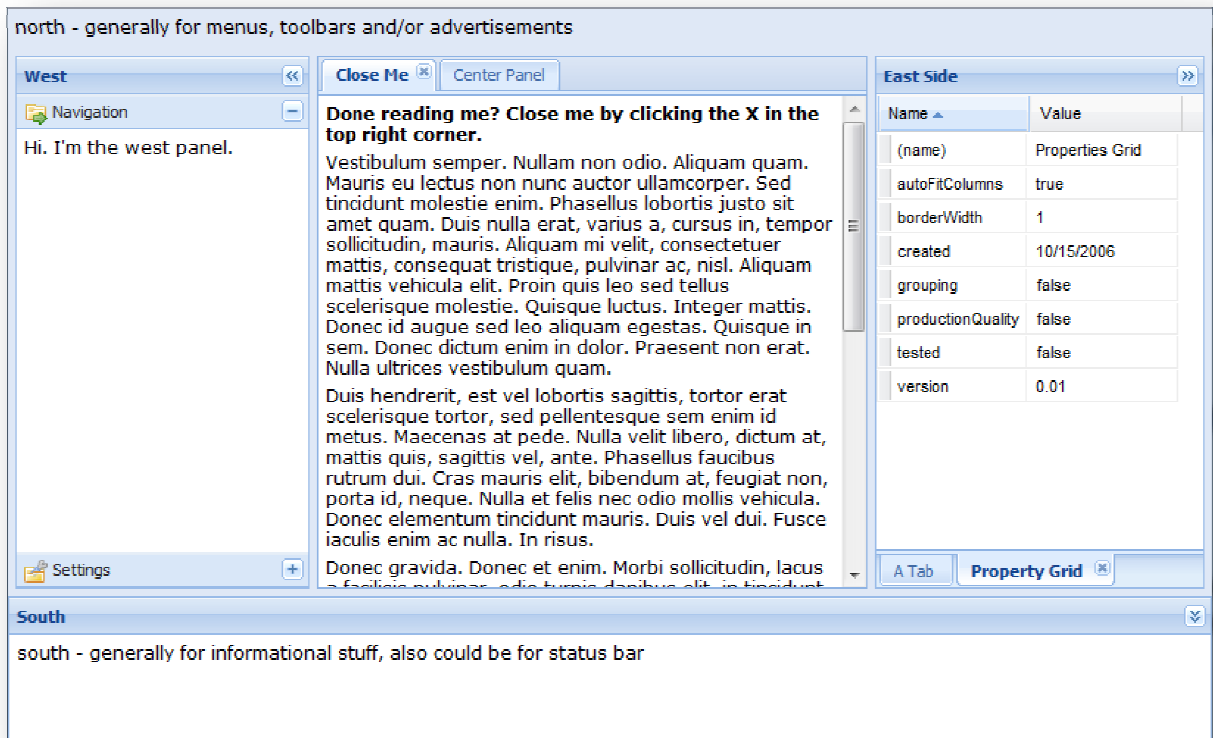 north - generally for menus, toolbars and/or advertisements
West
Navigation
Hi. I'm the west panel.
Settings
Close Me
Center Panel
Done reading me? Close me by clicking the X in the
top right corner.
Vestibulum semper. Nullam non odio. Aliquam quam.
Mauris eu lectus non nunc auctor ullamcorper. Sed
tincidunt molestie enim. Phasellus lobortis justo sit
amet quam. Duis nulla erat, varius a, cursus in, tempor
sollicitudin, mauris. Aliquam mi velit, consectetuer
mattis, consequat tristique, pulvinar ac, nisl. Aliquam
mattis vehicula elit. Proin quis leo sed tellus
scelerisque molestie. Quisque luctus. Integer mattis.
Donec id augue sed leo aliquam egestas. Quisque in
sem. Donec dictum enim in dolor. Praesent non erat.
Nulla ultrices vestibulum quam.
Duis hendrerit, est vel lobortis sagittis, tortor erat
scelerisque tortor, sed pellentesque sem enim id
metus. Maecenas at pede. Nulla velit libero, dictum at,
mattis quis, sagittis vel, ante. Phasellus faucibus
rutrum dui. Cras mauris elit, bibendum at, feugiat non,
porta id, neque. Nulla et felis nec odio mollis vehicula.
Donec elementum tincidunt mauris. Duis vel dui. Fusce
iaculis enim ac nulla. In risus.
Donec gravida. Donec et enim. Morbi sollicitudin, lacus
East Side
Name Value
(name) Properties Grid
autoFitColumns true
borderWidth 1
created 10/15/2006
grouping false
productionQuality false
tested false
version 0.01
A Tab
Property Grid
South
south - generally for informational stuff, also could be for status bar